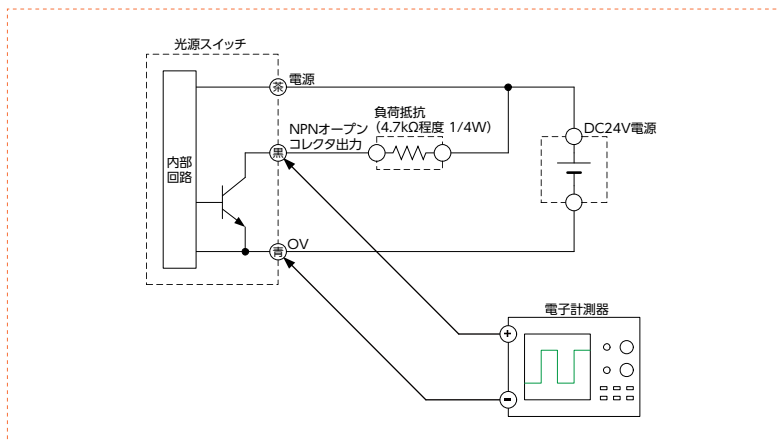 光源スイッチ
茶
電源
負荷抵抗
(4.7kΩ程度 1/4W)
NPNオープン
コレクタ出力
DC24V電源
黒
内部
回路
青
OV
電子計測器
+
−